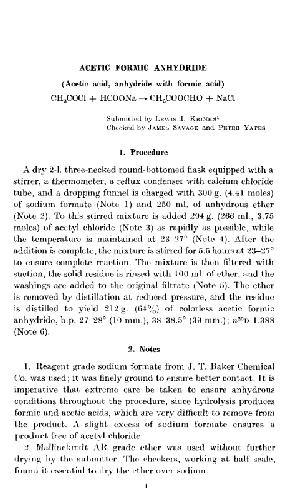 ACETIC FORMIC ANHYDRIDE
(Acetic acid, anhydride with formic acid)
CH₃COCl + HCOONa → CH₃COOCHO + NaCl
Submitted by LEWIS I. KRIMEN¹
Checked by JAMES SAVAGE and PETER YATES
1. Procedure
A dry 2-l. three-necked round-bottomed flask equipped with a
stirrer, a thermometer, a reflux condenser with calcium chloride
tube, and a dropping funnel is charged with 300 g. (4.41 moles)
of sodium formate (Note 1) and 250 ml. of anhydrous ether
(Note 2). To this stirred mixture is added 294 g. (266 ml., 3.75
moles) of acetyl chloride (Note 3) as rapidly as possible, while
the temperature is maintained at 23–27° (Note 4). After the
addition is complete, the mixture is stirred for 5.5 hours at 23–27°
to ensure complete reaction. The mixture is then filtered with
suction, the solid residue is rinsed with 100 ml. of ether, and the
washings are added to the original filtrate (Note 5). The ether
is removed by distillation at reduced pressure, and the residue
is distilled to yield 212 g. (64%) of colorless acetic formic
anhydride, b.p. 27–28° (10 mm.), 38–38.5° (39 mm.); n²⁰D 1.388
(Note 6).
2. Notes
1. Reagent grade sodium formate from J. T. Baker Chemical
Co. was used; it was finely ground to ensure better contact. It is
imperative that extreme care be taken to ensure anhydrous
conditions throughout the procedure, since hydrolysis produces
formic and acetic acids, which are very difficult to remove from
the product. A slight excess of sodium formate ensures a
product free of acetyl chloride.
2. Mallinckrodt AR grade ether was used without further
drying by the submitter. The checkers, working at half scale,
found it essential to dry the ether over sodium.
1